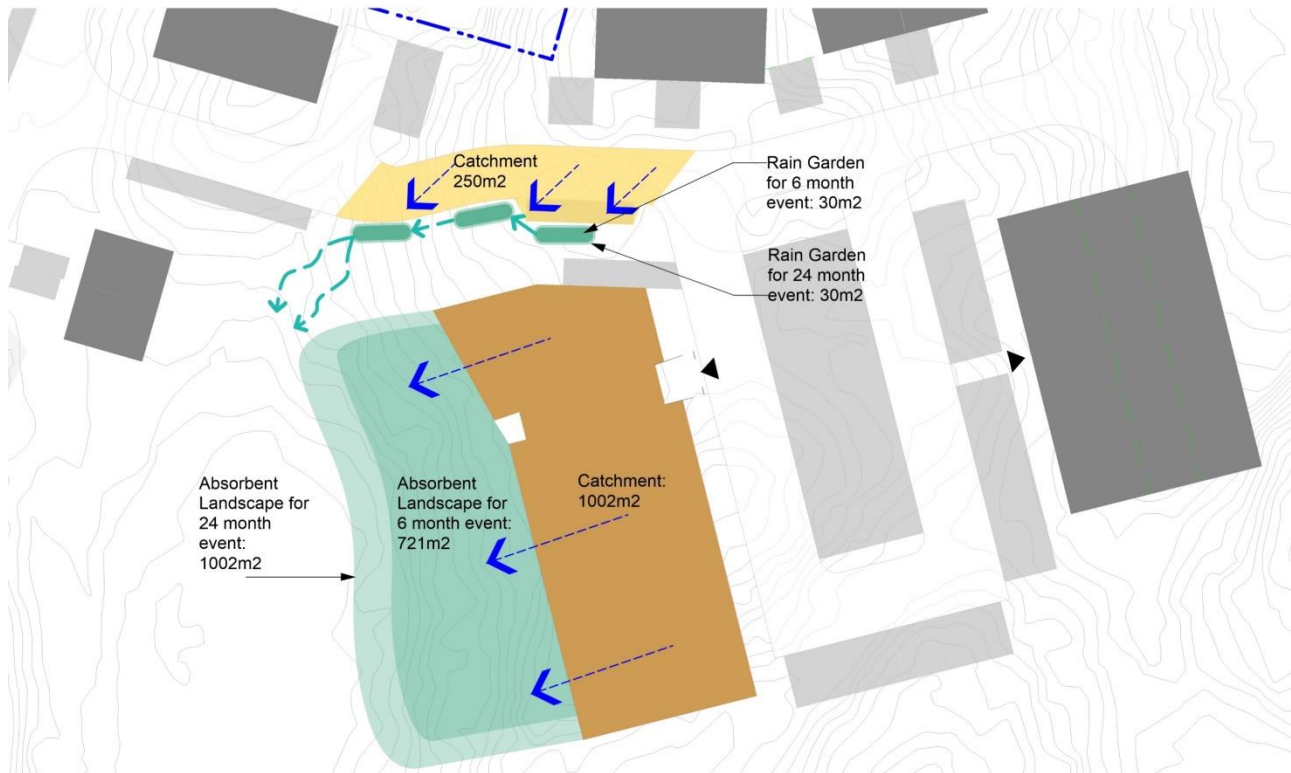 Catchment
250m2
Rain Garden
for 6 month
event: 30m2
Rain Garden
for 24 month
event: 30m2
Absorbent
Landscape for
24 month
event:
1002m2
Absorbent
Landscape for
6 month event:
721m2
Catchment:
1002m2